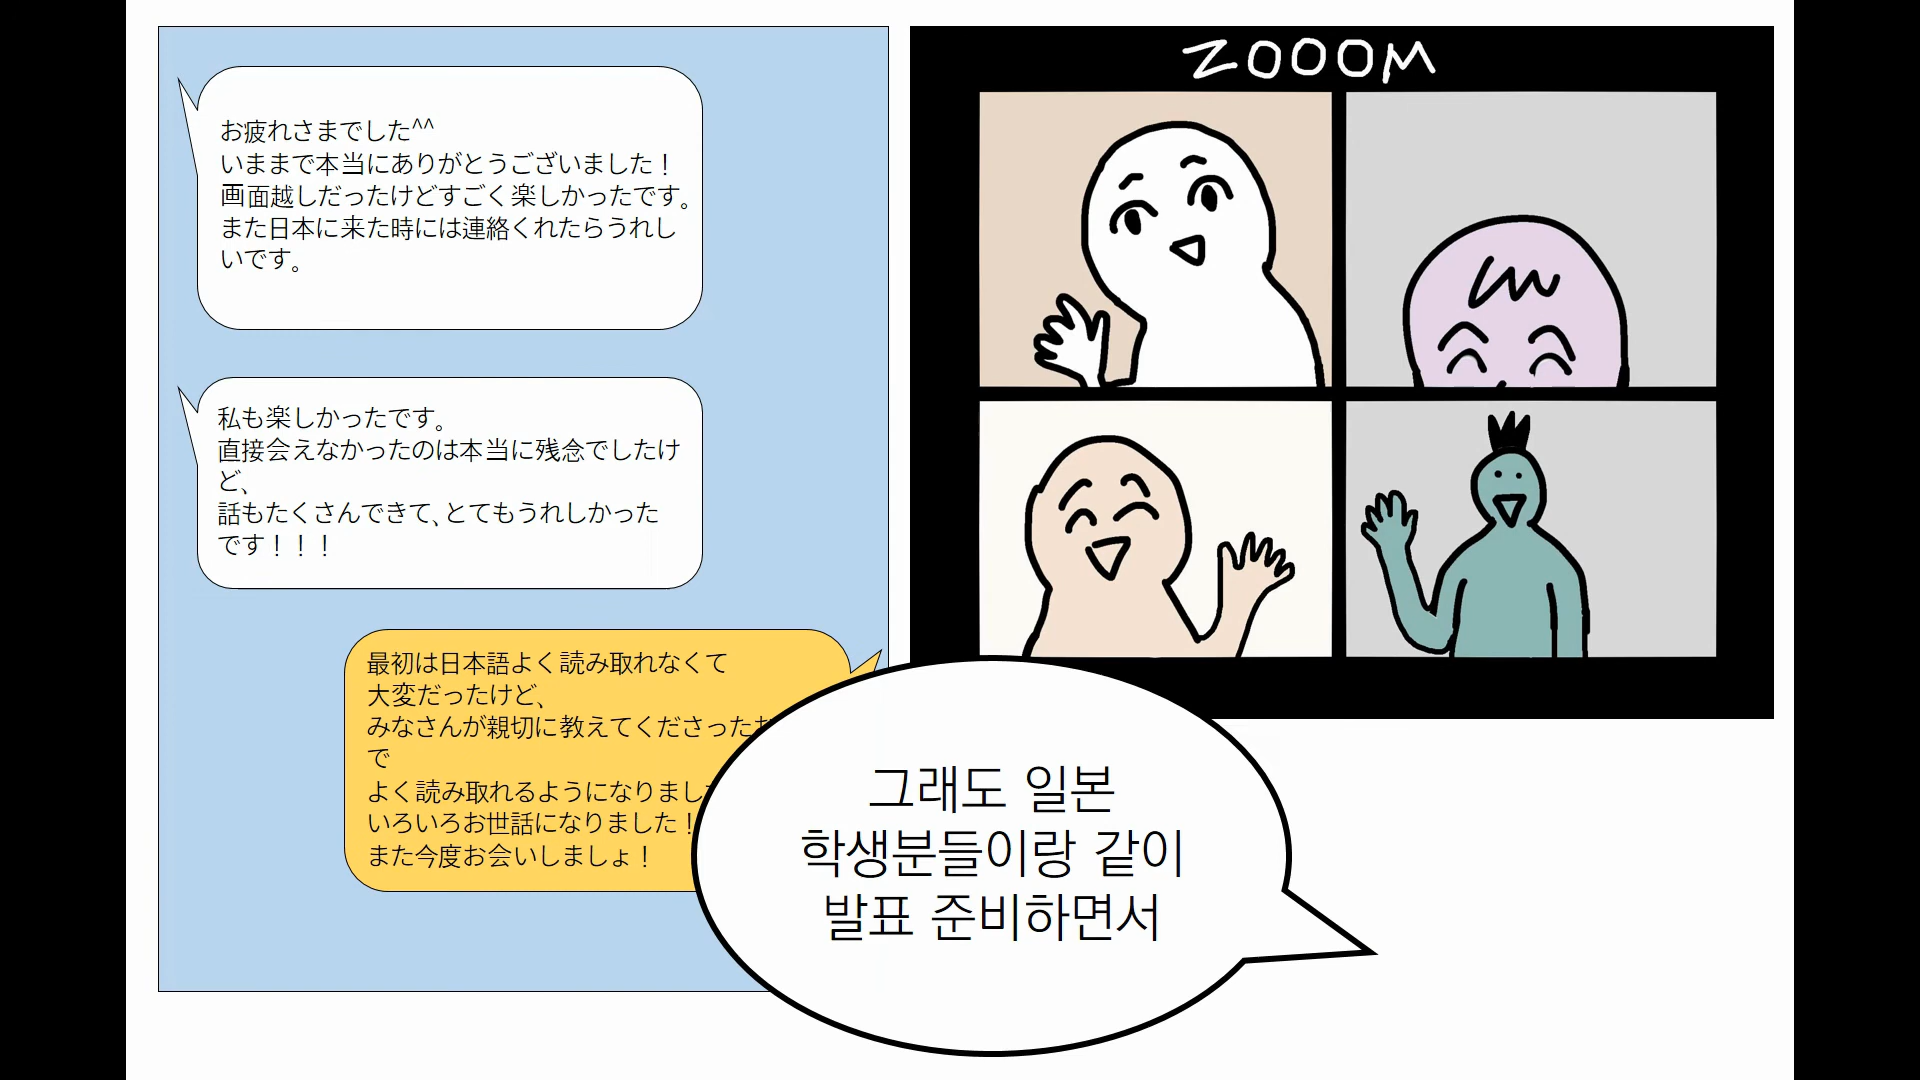 お疲れさまでした^^
いままで本当にありがとうございました！
画面越しだったけどすごく楽しかったです。
また日本に来た時には連絡くれたらうれし
いです。
私も楽しかったです。
直接会えなかったのは本当に残念でしたけ
ど、
話もたくさんできて、とてもうれしかった
です！！！
最初は日本語よく読み取れなくて
大変だったけど、
みなさんが親切に教えてくださった
で
よく読み取れるようになりまし
いろいろお世話になりました！
また今度お会いしましょ！
ZOOOM
그래도 일본
학생분들이랑 같이
발표 준비하면서